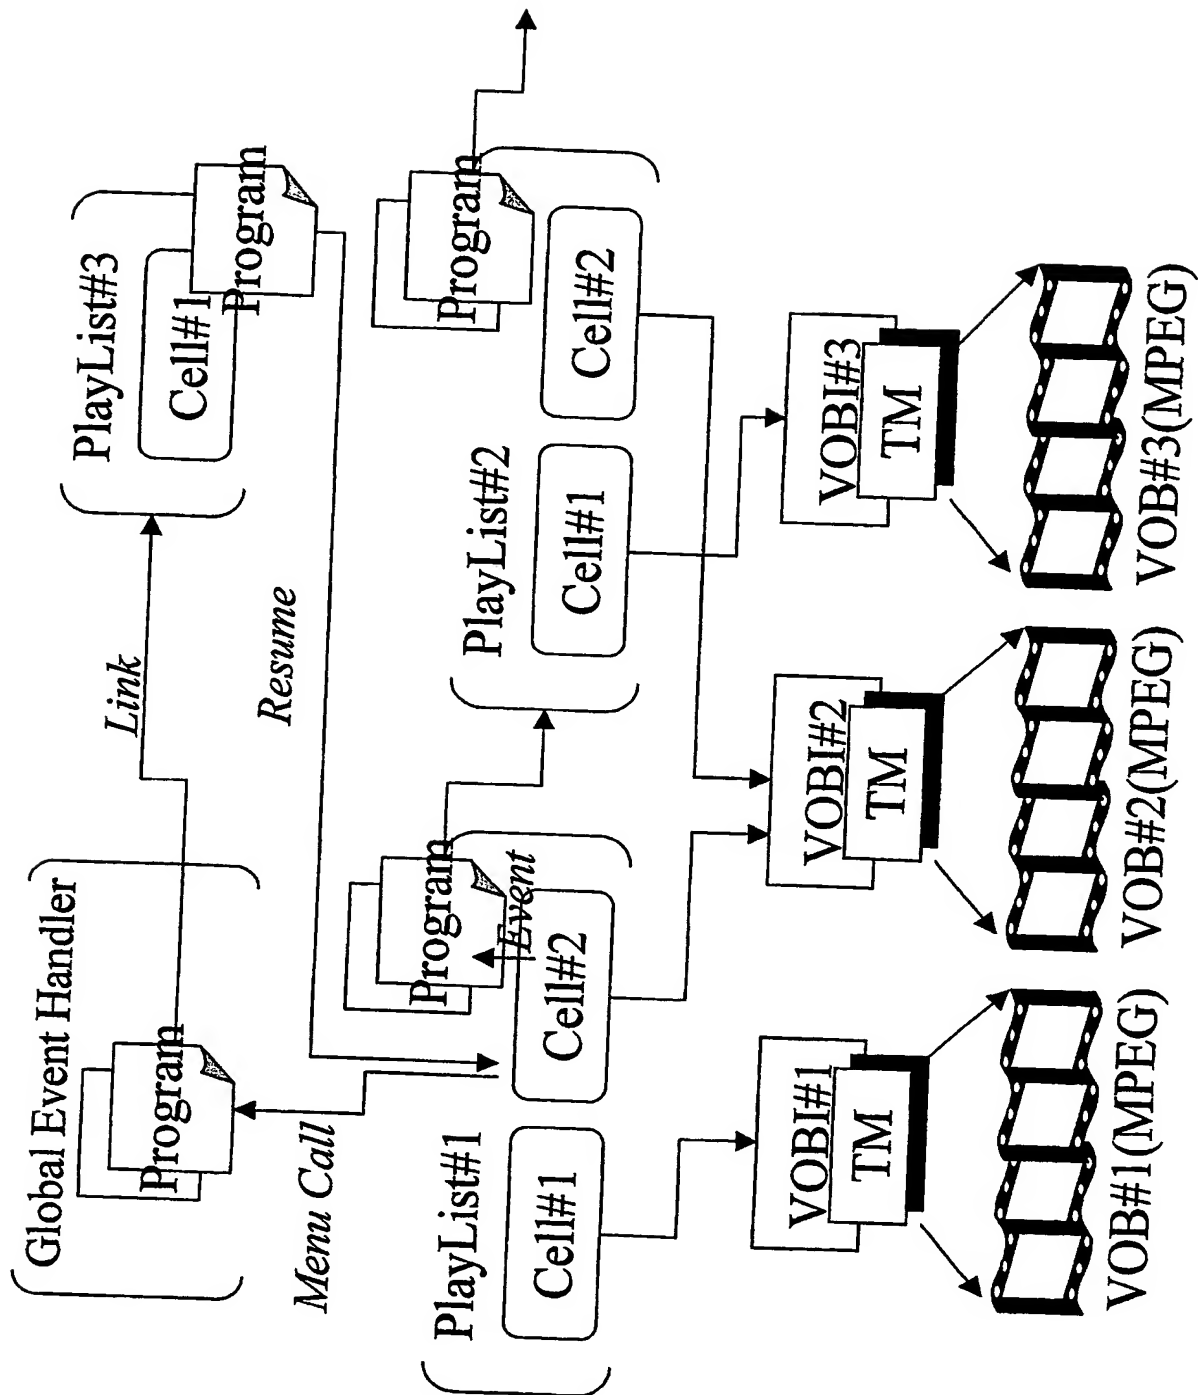 Global Event Handler
Program
Link
PlayList#3
Cell#1
Program
Menu Call
Resume
PlayList#1
Cell#1
Cell#2
Event
Program
PlayList#2
Cell#1
Cell#2
Program
VOBI#1
TM
VOBI#2
TM
VOBI#3
TM
VOB#1(MPEG)
VOB#2(MPEG)
VOB#3(MPEG)